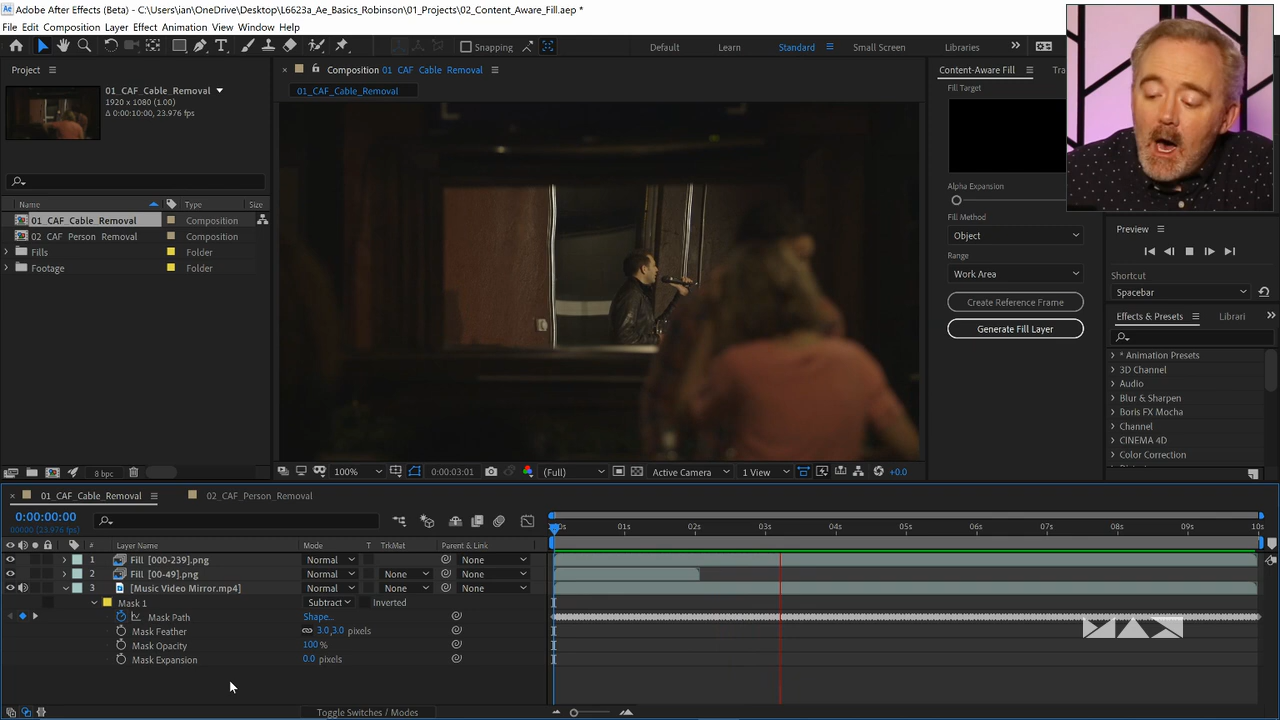 Adobe After Effects (Beta) - C:\Users\ian\OneDrive\Desktop\L6623a_Ae_Basics_Robinson\01_Projects\02_Content_Aware_Fill.aep *
File Edit Composition Layer Effect Animation View Window Help
Snapping
Default Learn Standard Small Screen Libraries
Project
01_CAF_Cable_Removal
1920 x 1080 (1.00)
Δ 0:00:10:00, 23.976 fps
Name Type Size
01_CAF_Cable_Removal Composition
02_CAF_Person_Removal Composition
Fills Folder
Footage Folder
8 bpc
Composition 01_CAF_Cable_Removal
01_CAF_Cable_Removal
100% 0:00:03:01 (Full) Active Camera 1 View +0.0
Content-Aware Fill Tra
Fill Target
Alpha Expansion
Fill Method
Object
Range
Work Area
Create Reference Frame
Generate Fill Layer
Preview
Shortcut
Spacebar
Effects & Presets Librari
* Animation Presets
3D Channel
Audio
Blur & Sharpen
Boris FX Mocha
Channel
CINEMA 4D
Color Correction
01_CAF_Cable_Removal 02_CAF_Person_Removal
0:00:00:00
00000 (23.976 fps)
00s 01s 02s 03s 04s 05s 06s 07s 08s 09s 10s
# Layer Name Mode T TrkMat Parent & Link
1 Fill [000-239].png Normal None
2 Fill [00-49].png Normal None None
3 [Music Video Mirror.mp4] Normal None None
Mask 1 Subtract Inverted
Mask Path Shape...
Mask Feather 3.0,3.0 pixels
Mask Opacity 100%
Mask Expansion 0.0 pixels
MAX
Toggle Switches / Modes